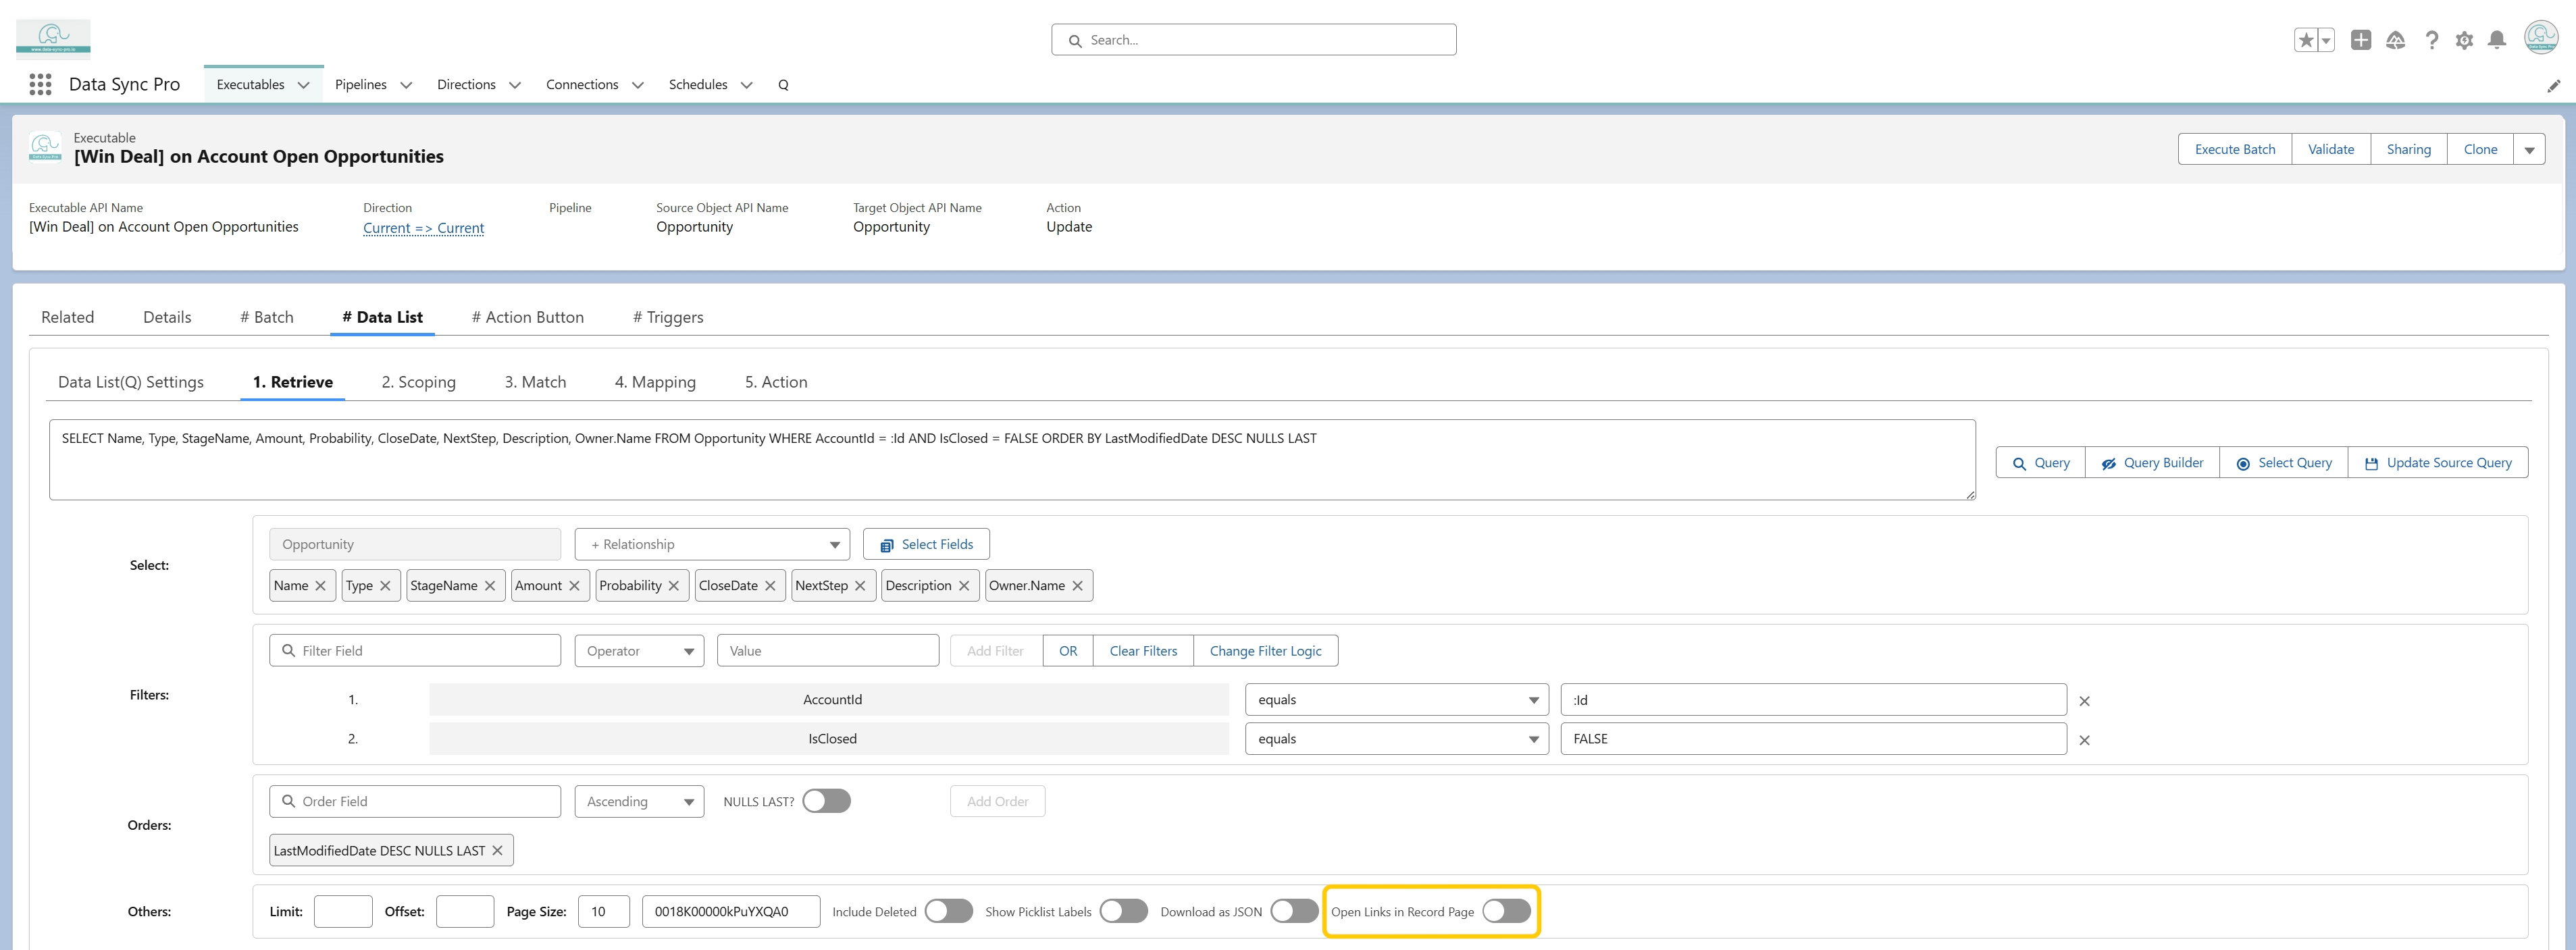 www.data-sync-pro.io
Search...
Data Sync Pro
Executables
Pipelines
Directions
Connections
Schedules
Q
Executable
[Win Deal] on Account Open Opportunities
Execute Batch
Validate
Sharing
Clone
Executable API Name
[Win Deal] on Account Open Opportunities
Direction
Current => Current
Pipeline
Source Object API Name
Opportunity
Target Object API Name
Opportunity
Action
Update
Related
Details
# Batch
# Data List
# Action Button
# Triggers
Data List(Q) Settings
1. Retrieve
2. Scoping
3. Match
4. Mapping
5. Action
SELECT Name, Type, StageName, Amount, Probability, CloseDate, NextStep, Description, Owner.Name FROM Opportunity WHERE AccountId = :Id AND IsClosed = FALSE ORDER BY LastModifiedDate DESC NULLS LAST
Query
Query Builder
Select Query
Update Source Query
Select:
Opportunity
+ Relationship
Select Fields
Name
Type
StageName
Amount
Probability
CloseDate
NextStep
Description
Owner.Name
Filters:
Filter Field
Operator
Value
Add Filter
OR
Clear Filters
Change Filter Logic
1.
AccountId
equals
:Id
2.
IsClosed
equals
FALSE
Orders:
Order Field
Ascending
NULLS LAST?
Add Order
LastModifiedDate DESC NULLS LAST
Others:
Limit:
Offset:
Page Size:
10
0018K00000kPuYXQA0
Include Deleted
Show Picklist Labels
Download as JSON
Open Links in Record Page